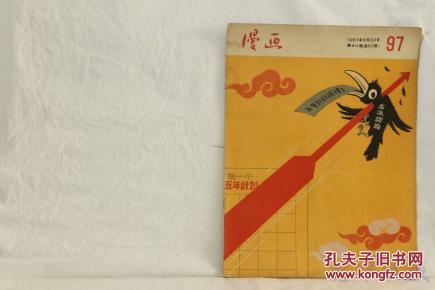 漫画
1957年9月23日
第十八期(总97期)
97
右派谬论
第一个
五年計划
孔夫子旧书网
www.kongfz.com